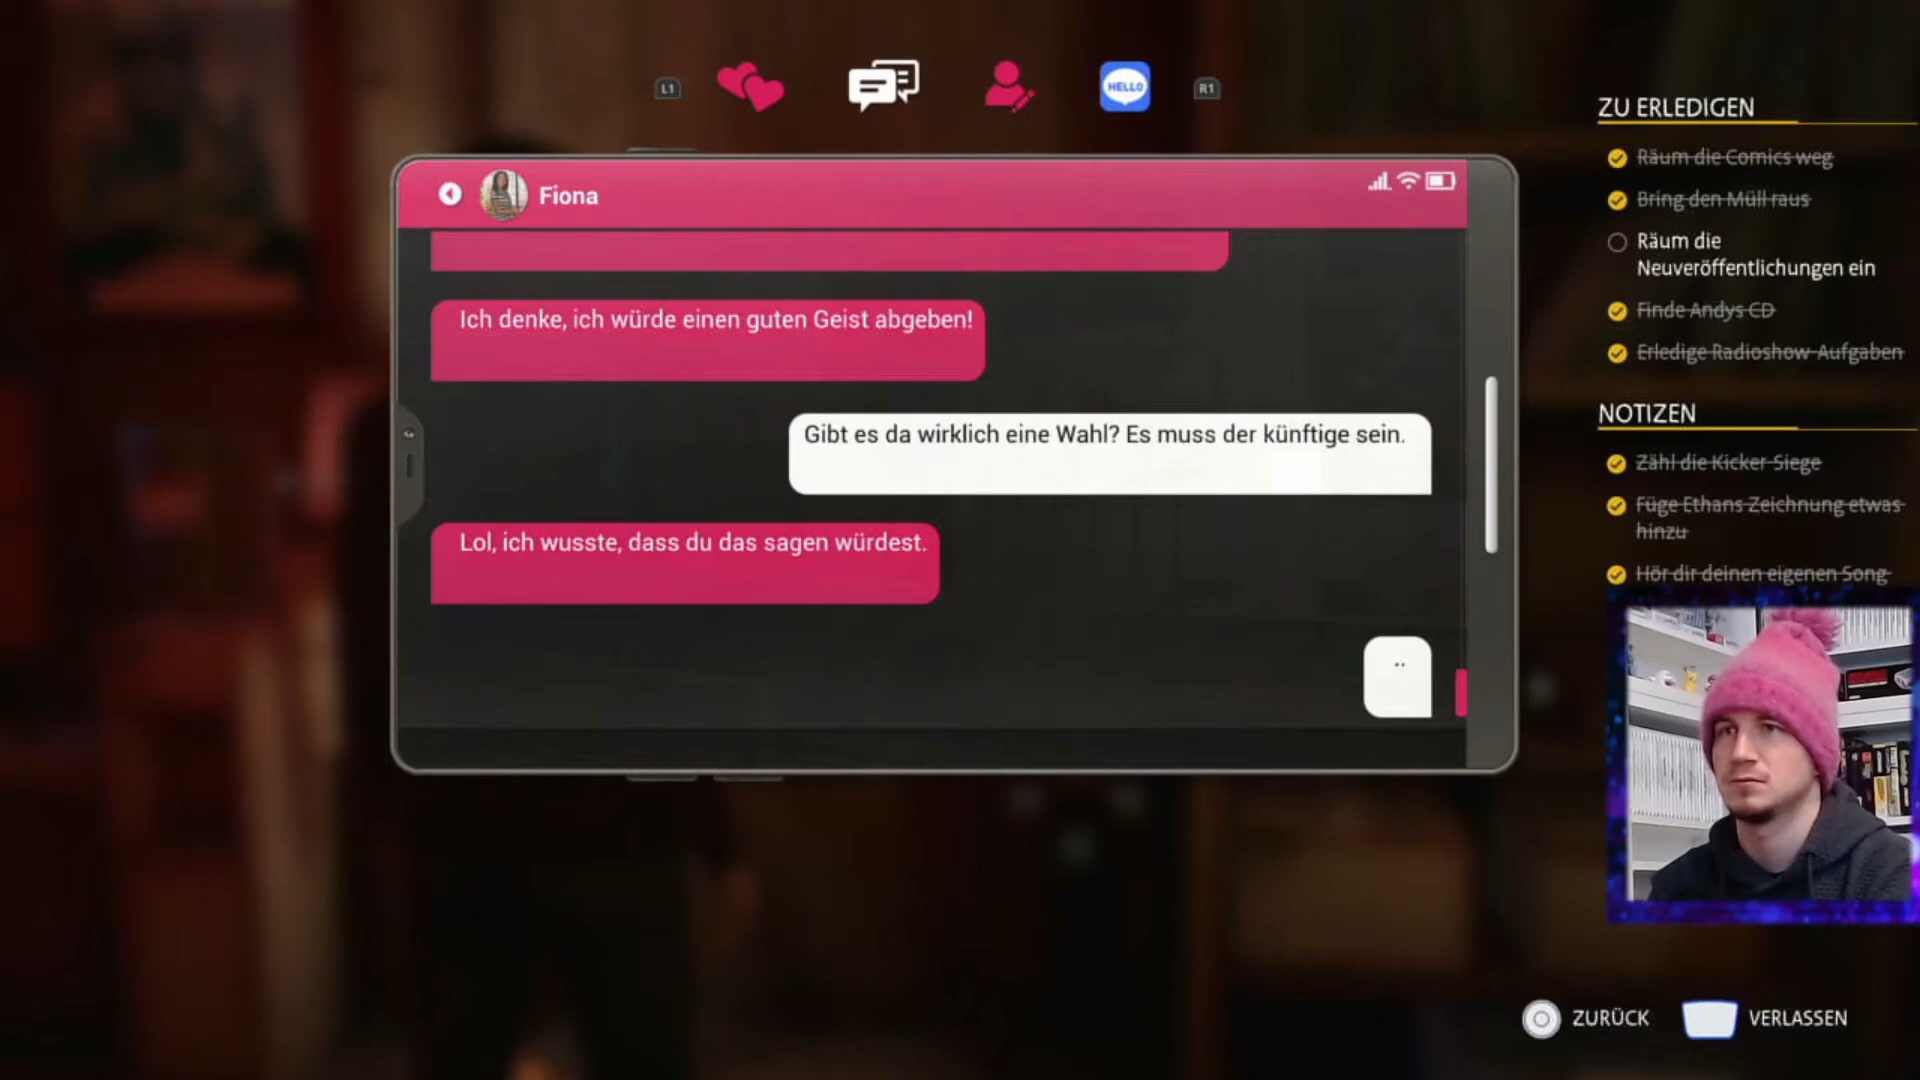 L1
HELLO
R1
Fiona
Ich denke, ich würde einen guten Geist abgeben!
Gibt es da wirklich eine Wahl? Es muss der künftige sein.
Lol, ich wusste, dass du das sagen würdest.
..
ZU ERLEDIGEN
Räum die Comics weg
Bring den Müll raus
Räum die
Neuveröffentlichungen ein
Finde Andys CD
Erledige Radioshow-Aufgaben
NOTIZEN
Zähl die Kicker-Siege
Füge Ethans Zeichnung etwas
hinzu
Hör dir deinen eigenen Song
ZURÜCK
VERLASSEN